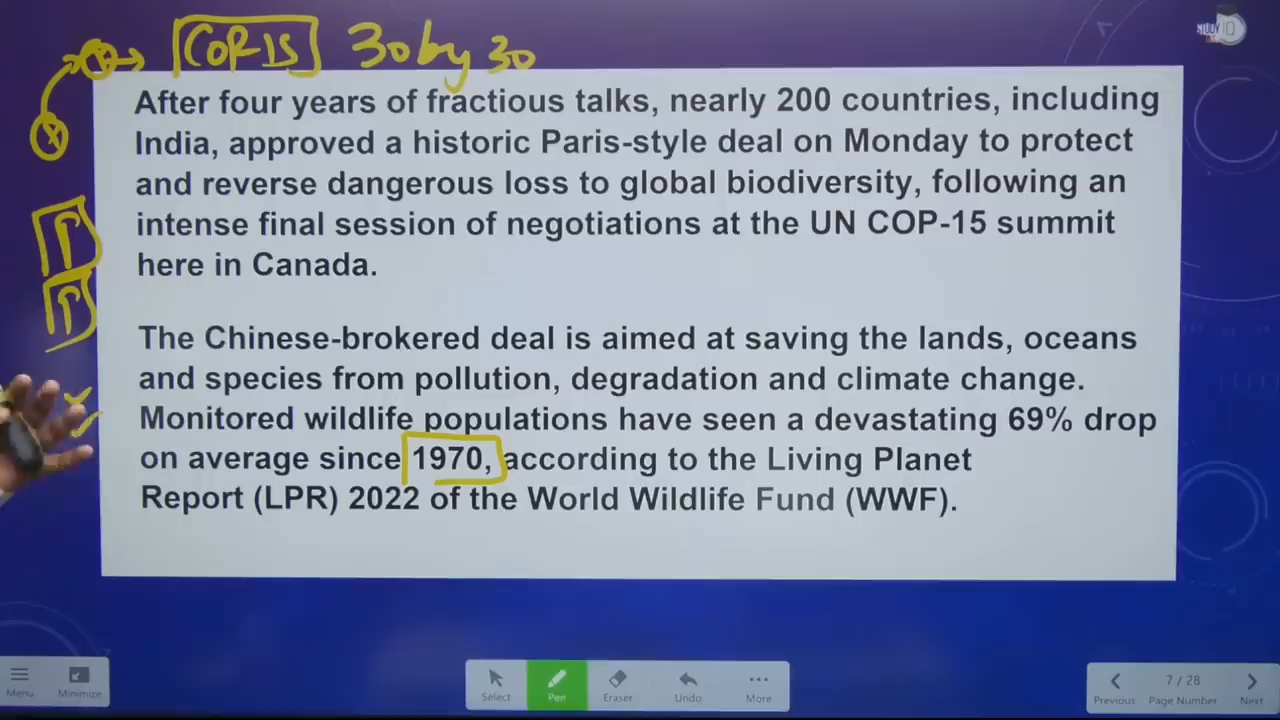 COP 15 30 by 30
STUDY IQ
After four years of fractious talks, nearly 200 countries, including
India, approved a historic Paris-style deal on Monday to protect
and reverse dangerous loss to global biodiversity, following an
intense final session of negotiations at the UN COP-15 summit
here in Canada.
The Chinese-brokered deal is aimed at saving the lands, oceans
and species from pollution, degradation and climate change.
Monitored wildlife populations have seen a devastating 69% drop
on average since 1970, according to the Living Planet
Report (LPR) 2022 of the World Wildlife Fund (WWF).
Menu Minimize Select Pen Eraser Undo More Previous 7 / 28 Page Number Next